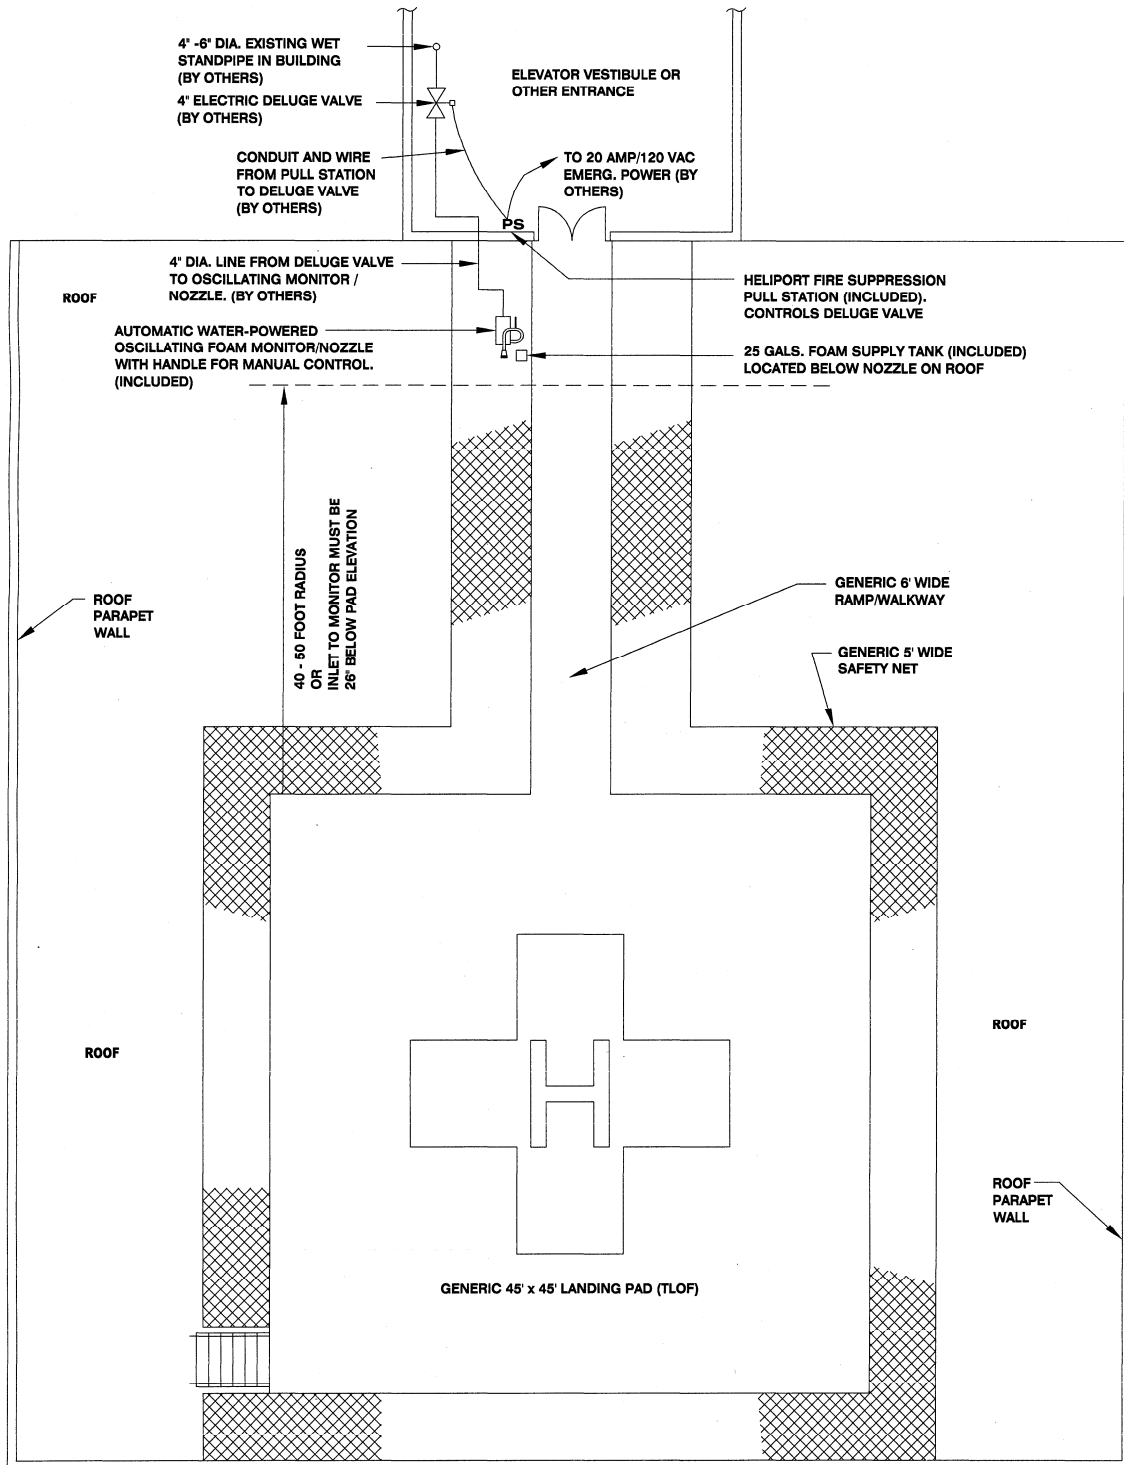 4" -6" DIA. EXISTING WET
STANDPIPE IN BUILDING
(BY OTHERS)
4" ELECTRIC DELUGE VALVE
(BY OTHERS)
ELEVATOR VESTIBULE OR
OTHER ENTRANCE
CONDUIT AND WIRE
FROM PULL STATION
TO DELUGE VALVE
(BY OTHERS)
TO 20 AMP/120 VAC
EMERG. POWER (BY
OTHERS)
PS
4" DIA. LINE FROM DELUGE VALVE
TO OSCILLATING MONITOR /
NOZZLE. (BY OTHERS)
HELIPORT FIRE SUPPRESSION
PULL STATION (INCLUDED).
CONTROLS DELUGE VALVE
ROOF
AUTOMATIC WATER-POWERED
OSCILLATING FOAM MONITOR/NOZZLE
WITH HANDLE FOR MANUAL CONTROL.
(INCLUDED)
25 GALS. FOAM SUPPLY TANK (INCLUDED)
LOCATED BELOW NOZZLE ON ROOF
40 - 50 FOOT RADIUS
OR
INLET TO MONITOR MUST BE
26" BELOW PAD ELEVATION
ROOF
PARAPET
WALL
GENERIC 6' WIDE
RAMP/WALKWAY
GENERIC 5' WIDE
SAFETY NET
ROOF
ROOF
H
ROOF
PARAPET
WALL
GENERIC 45' x 45' LANDING PAD (TLOF)